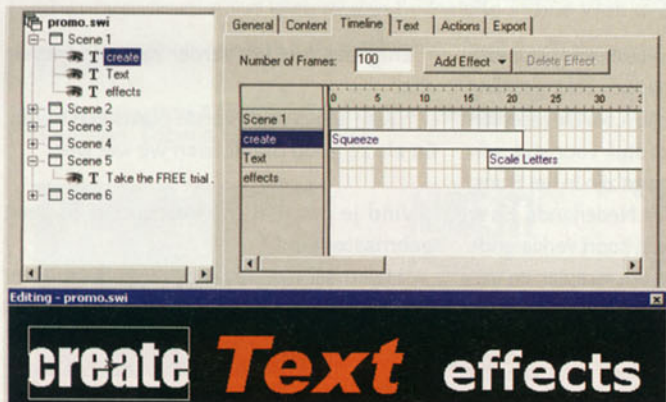 promo.swi
Scene 1
T create
T Text
T effects
Scene 2
Scene 3
Scene 4
Scene 5
T Take the FREE trial.
Scene 6
General Content Timeline Text Actions Export
Number of Frames: 100 Add Effect Delete Effect
0 5 10 15 20 25 30 3
Scene 1
create Squeeze
Text Scale Letters
effects
Editing - promo.swi
create Text effects